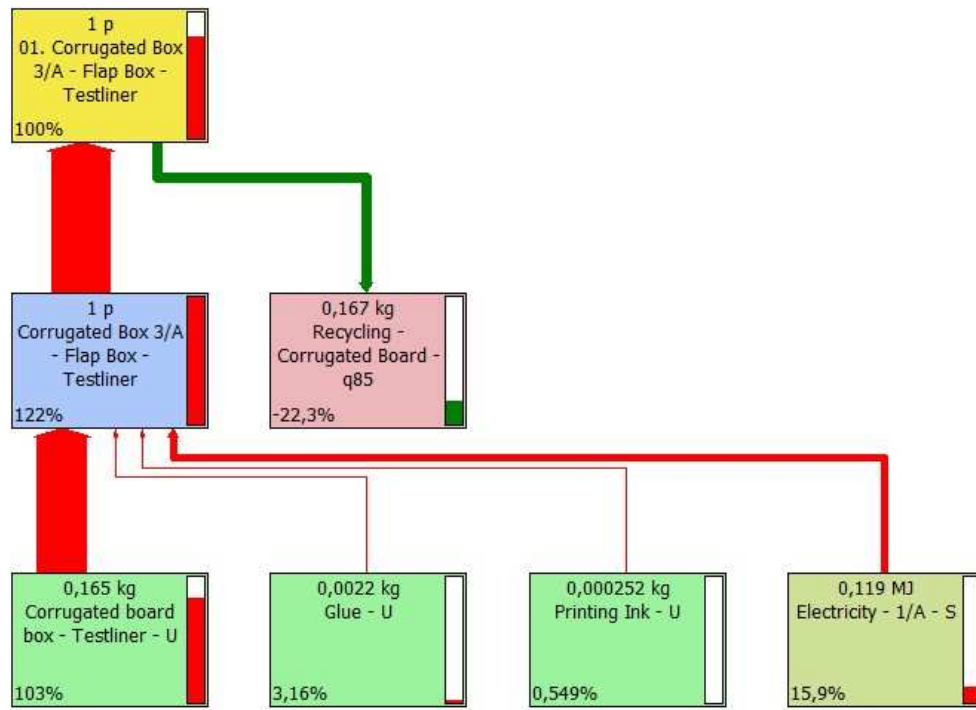 1 p
01. Corrugated Box
3/A - Flap Box -
Testliner
100%
1 p
Corrugated Box 3/A
- Flap Box -
Testliner
122%
0,167 kg
Recycling -
Corrugated Board -
q85
-22,3%
0,165 kg
Corrugated board
box - Testliner - U
103%
0,0022 kg
Glue - U
3,16%
0,000252 kg
Printing Ink - U
0,549%
0,119 MJ
Electricity - 1/A - S
15,9%